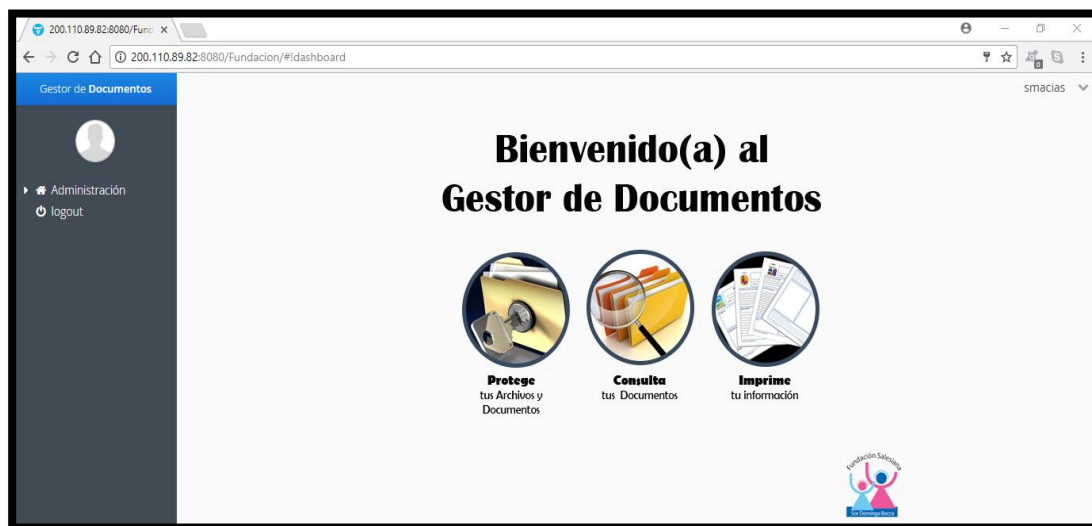 200.110.89.82:8080/Fund
200.110.89.82:8080/Fundacion/#!dashboard
0
Gestor de Documentos
smacias
Administración
logout
Bienvenido(a) al
Gestor de Documentos
Protege
tus Archivos y
Documentos
Consulta
tus Documentos
Imprime
tu información
Fundación Salesiana
Sor Dominga Bocca